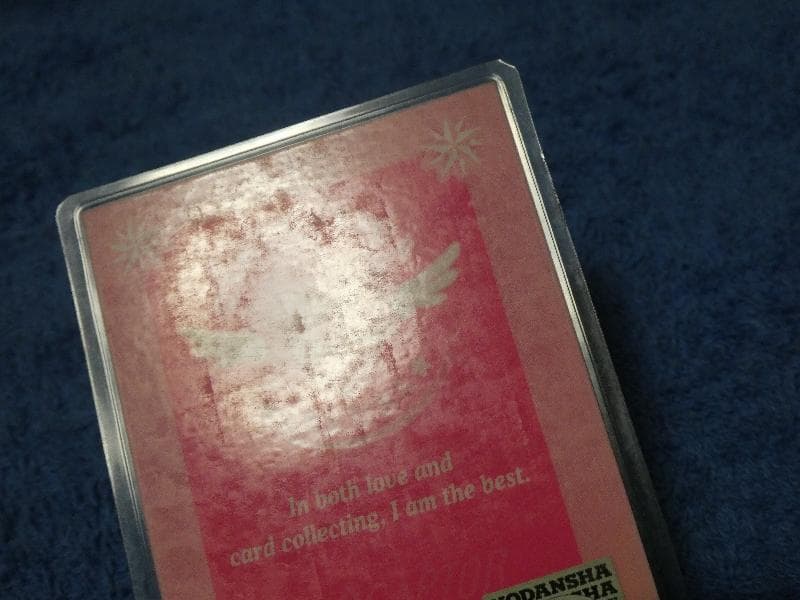 In both love and
card collecting, I am the best.
KODANSHA